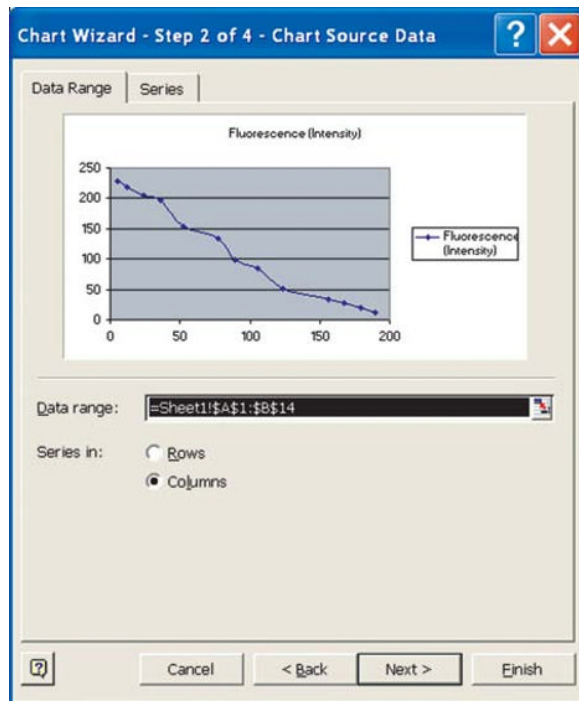 Chart Wizard - Step 2 of 4 - Chart Source Data
Data Range Series
Fluorescence (Intensity)
250
200
150
100
50
0
0 50 100 150 200
Fluorescence
(Intensity)
Data range: =Sheet1!$A$1:$B$14
Series in: Rows
Columns
Cancel < Back Next > Finish